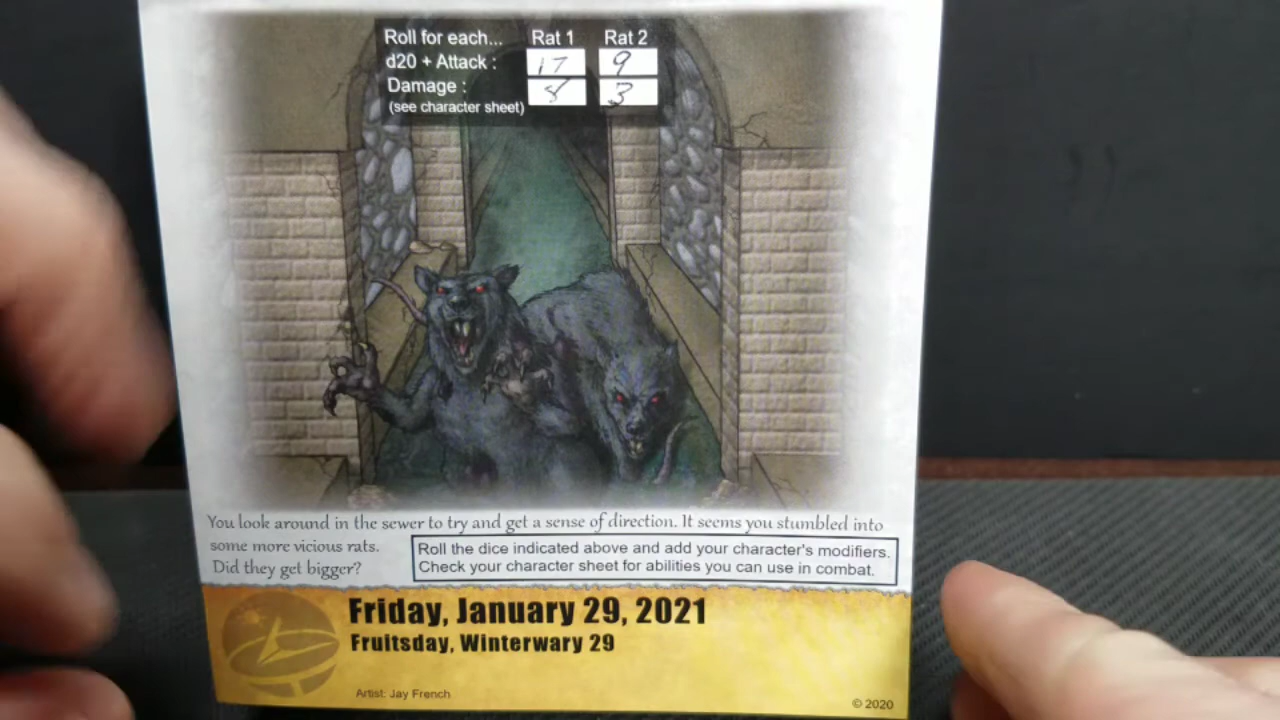 Roll for each... Rat 1 Rat 2
d20 + Attack : 17 9
Damage : 8 3
(see character sheet)
You look around in the sewer to try and get a sense of direction. It seems you stumbled into
some more vicious rats.
Did they get bigger?
Roll the dice indicated above and add your character's modifiers.
Check your character sheet for abilities you can use in combat.
Friday, January 29, 2021
Fruitsday, Winterwary 29
Artist: Jay French
© 2020